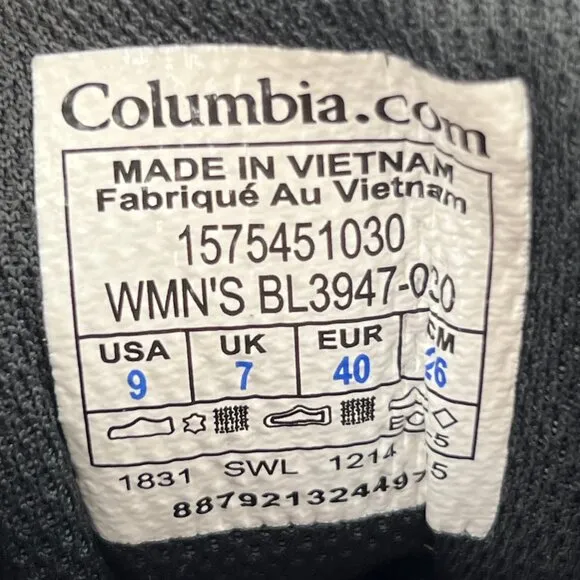 Columbia.com
MADE IN VIETNAM
Fabriqué Au Vietnam
1575451030
WMN'S BL3947-030
USA UK EUR CM
9 7 40 26
1831 SWL 1214